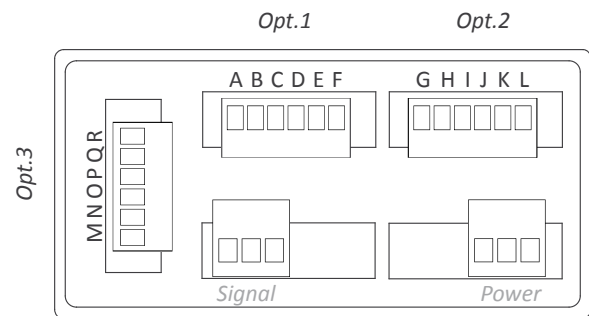 Opt.1 Opt.2
A B C D E F G H I J K L
Opt.3
M N O P Q R
Signal Power